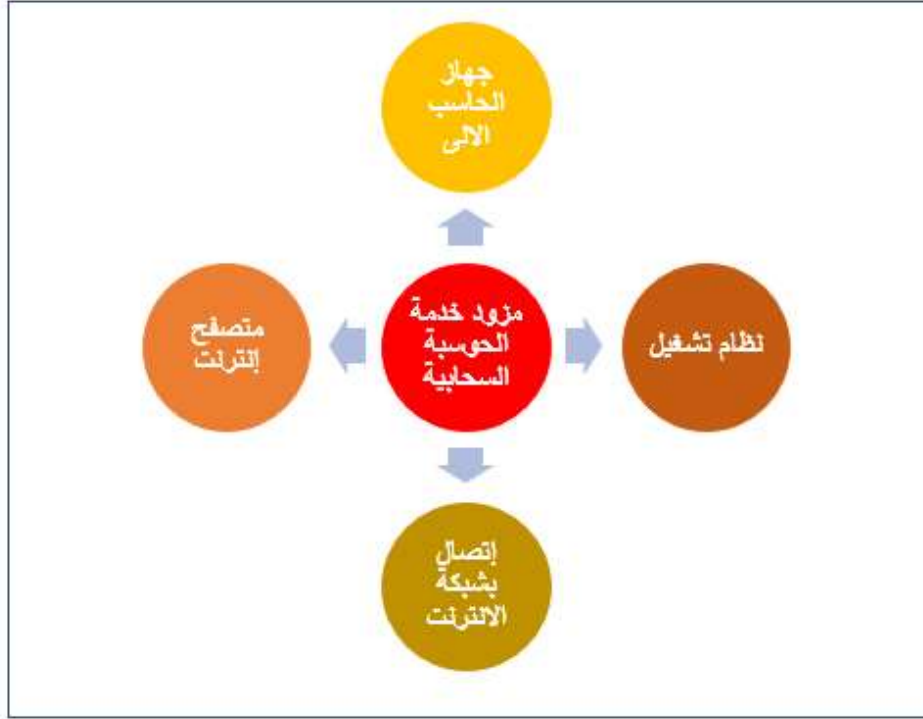 جهاز
الحاسب
الالى
مزود خدمة
الحوسبة
السحابية
نظام تشغيل
متصفح
إنترنت
إتصال
بشبكة
الانترنت